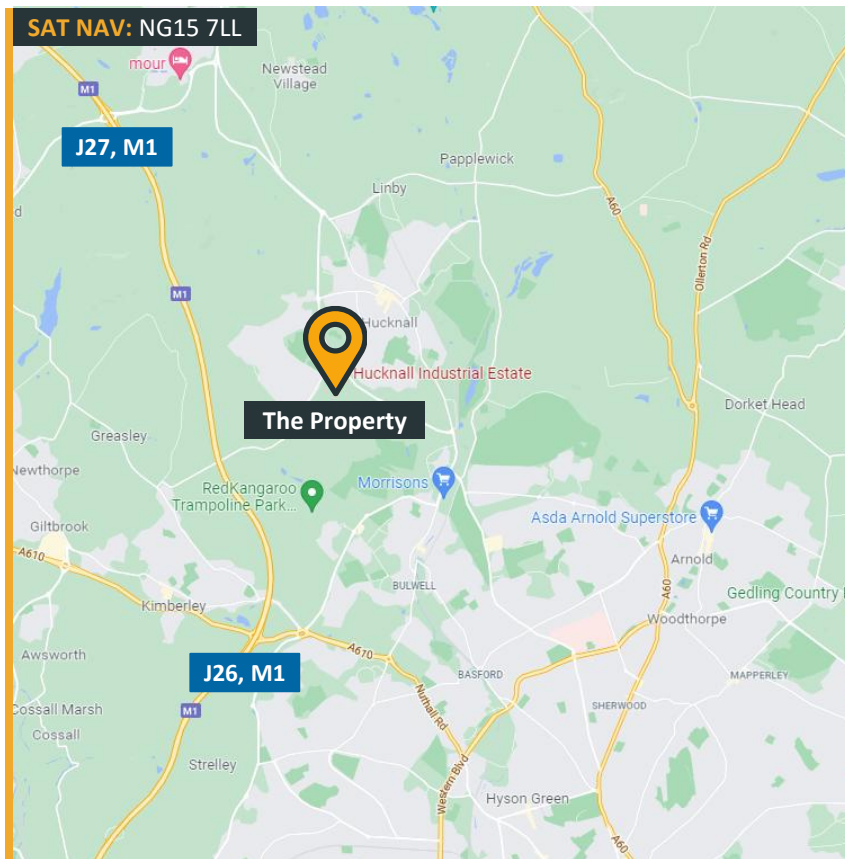 SAT NAV: NG15 7LL
mour
Newstead
Village
M1
J27, M1
Papplewick
Linby
A60
Ollerton Rd
d
M1
Hucknall
Hucknall Industrial Estate
The Property
Dorket Head
Greasley
Newthorpe
RedKangaroo
Trampoline Park...
Morrisons
Asda Arnold Superstore
Giltbrook
A610
Arnold
BULWELL
A60
Gedling Country
Kimberley
Woodthorpe
Awsworth
A610
J26, M1
BASFORD
MAPPERLEY
Nuthall Rd
SHERWOOD
Cossall Marsh
M1
Cossall
Strelley
Western Blvd
Hyson Green
A60